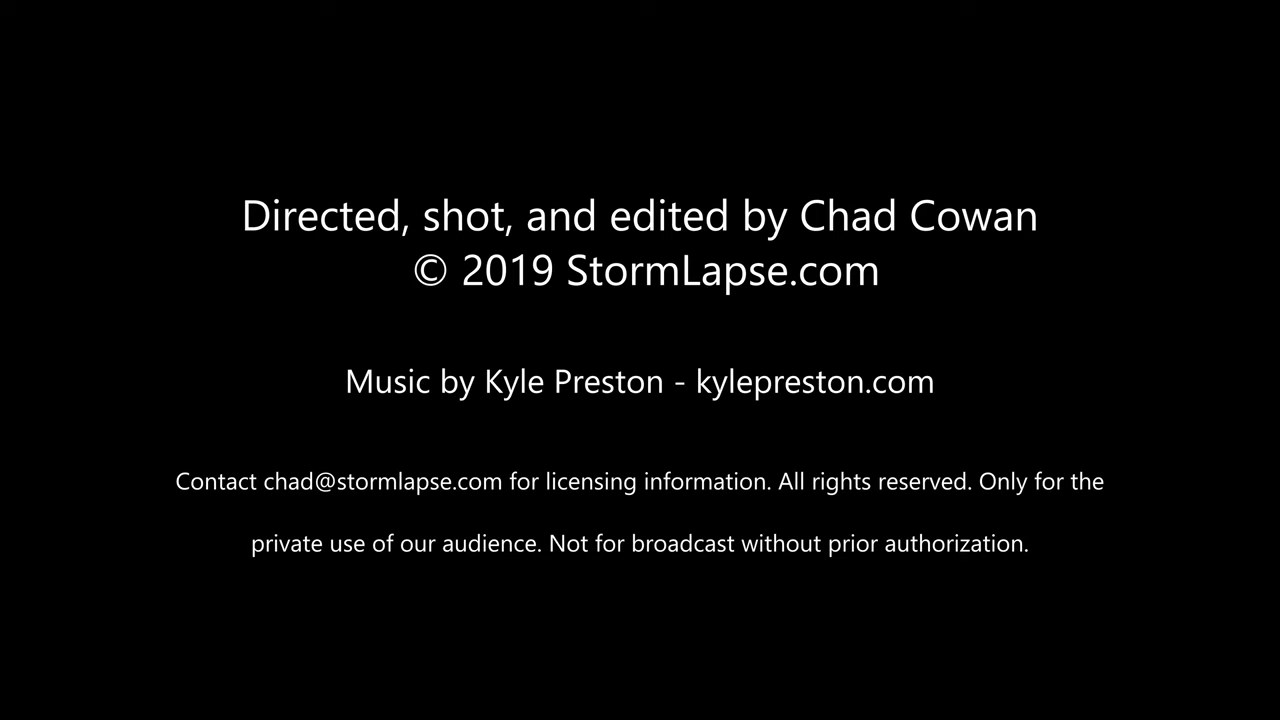 Directed, shot, and edited by Chad Cowan
© 2019 StormLapse.com
Music by Kyle Preston - kylepreston.com
Contact chad@stormlapse.com for licensing information. All rights reserved. Only for the
private use of our audience. Not for broadcast without prior authorization.